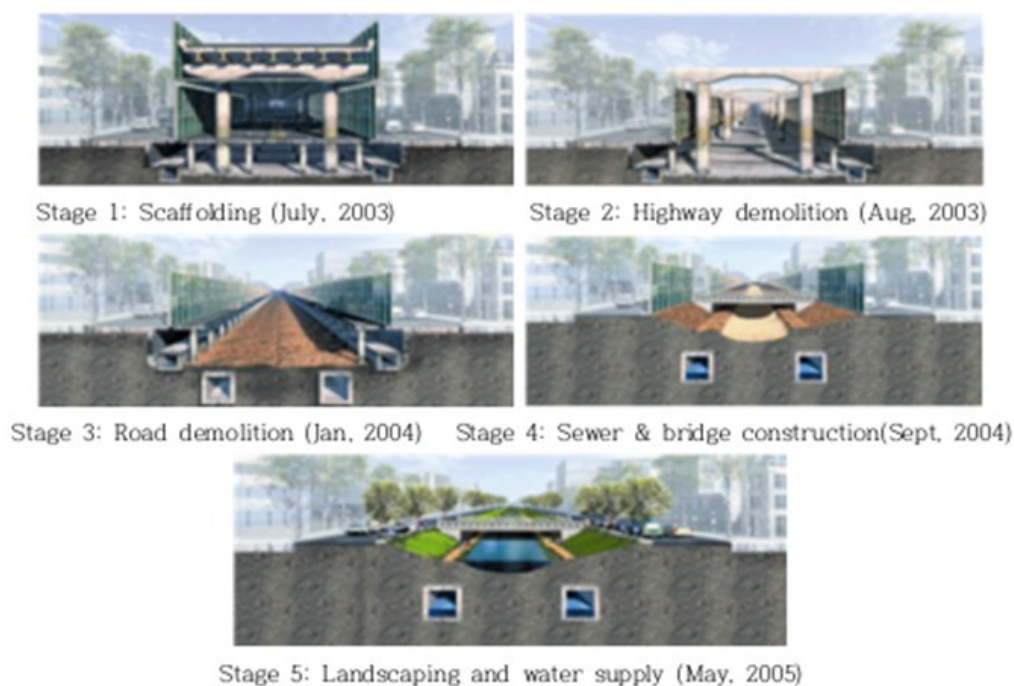 Stage 1: Scaffolding (July, 2003)
Stage 2: Highway demolition (Aug, 2003)
Stage 3: Road demolition (Jan, 2004)
Stage 4: Sewer & bridge construction(Sept, 2004)
Stage 5: Landscaping and water supply (May, 2005)